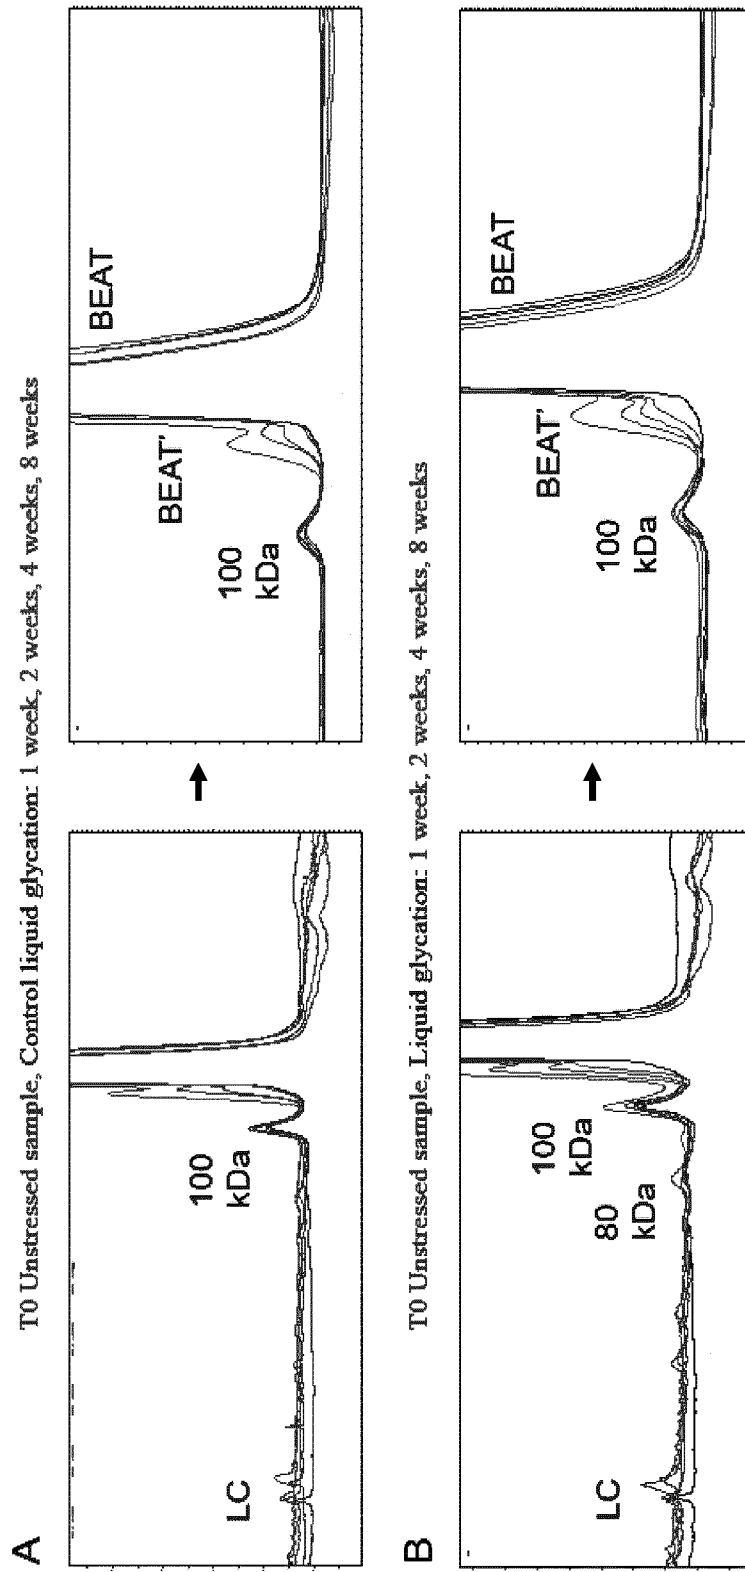 A
T0 Unstressed sample, Control liquid glycation: 1 week, 2 weeks, 4 weeks, 8 weeks
LC
100
kDa
100
kDa
BEAT'
BEAT
B
T0 Unstressed sample, Liquid glycation: 1 week, 2 weeks, 4 weeks, 8 weeks
LC
80
kDa
100
kDa
100
kDa
BEAT'
BEAT